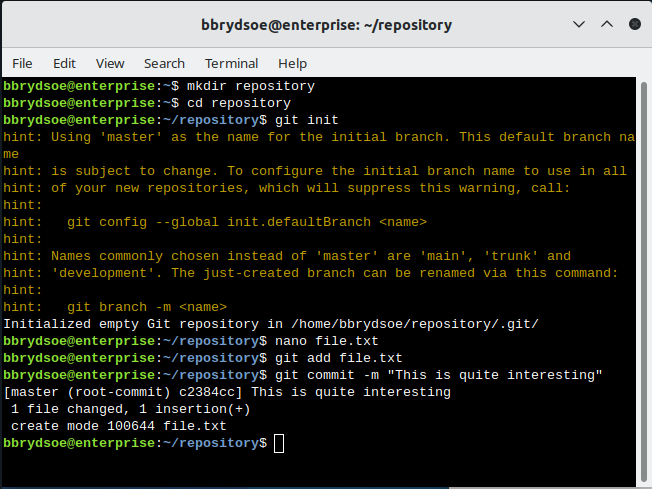 bbrydsoe@enterprise: ~/repository
File Edit View Search Terminal Help
bbrydsoe@enterprise:~$ mkdir repository
bbrydsoe@enterprise:~$ cd repository
bbrydsoe@enterprise:~/repository$ git init
hint: Using 'master' as the name for the initial branch. This default branch na
me
hint: is subject to change. To configure the initial branch name to use in all
hint: of your new repositories, which will suppress this warning, call:
hint:
hint:   git config --global init.defaultBranch <name>
hint:
hint: Names commonly chosen instead of 'master' are 'main', 'trunk' and
hint: 'development'. The just-created branch can be renamed via this command:
hint:
hint:   git branch -m <name>
Initialized empty Git repository in /home/bbrydsoe/repository/.git/
bbrydsoe@enterprise:~/repository$ nano file.txt
bbrydsoe@enterprise:~/repository$ git add file.txt
bbrydsoe@enterprise:~/repository$ git commit -m "This is quite interesting"
[master (root-commit) c2384cc] This is quite interesting
 1 file changed, 1 insertion(+)
 create mode 100644 file.txt
bbrydsoe@enterprise:~/repository$